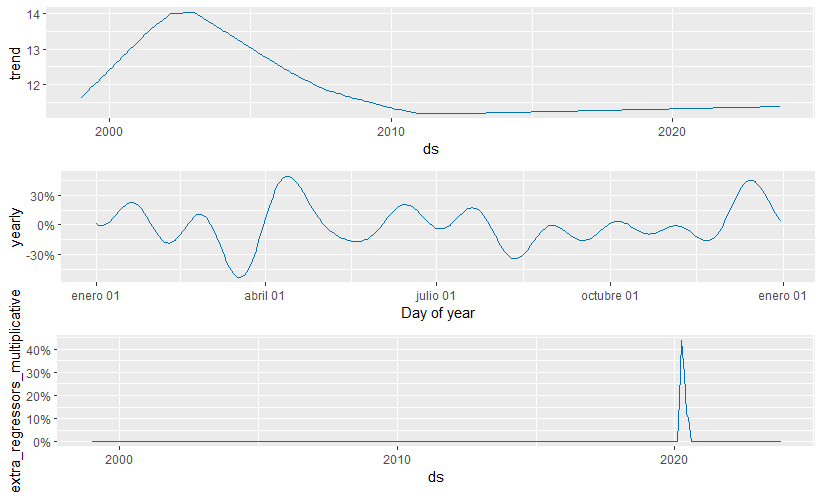 14
13
12
trend
2000
2010
2020
ds
30%
0%
-30%
yearly
enero 01
abril 01
julio 01
octubre 01
enero 01
Day of year
40%
30%
20%
10%
0%
extra_regressors_multiplicative
2000
2010
2020
ds